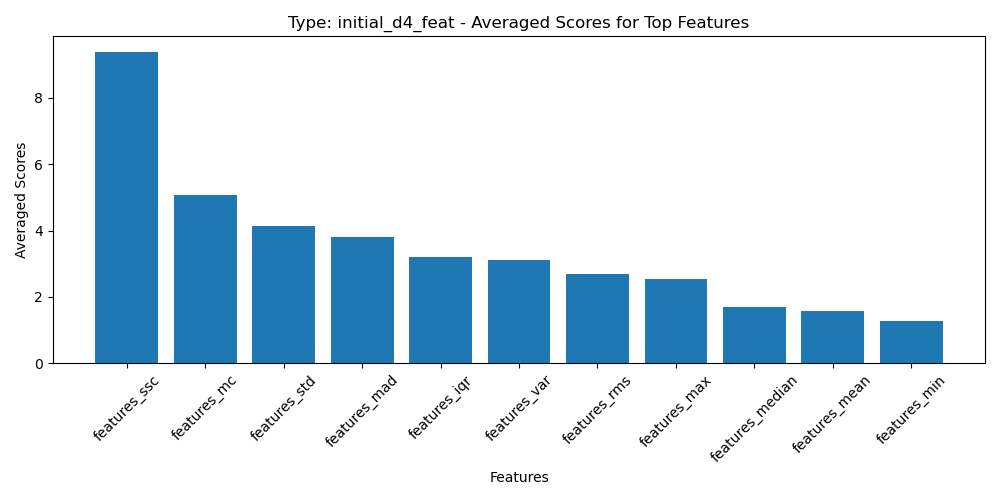 Type: initial_d4_feat - Averaged Scores for Top Features
Averaged Scores
8
6
4
2
0
features_ssc
features_mc
features_std
features_mad
features_iqr
features_var
features_rms
features_max
features_median
features_mean
features_min
Features